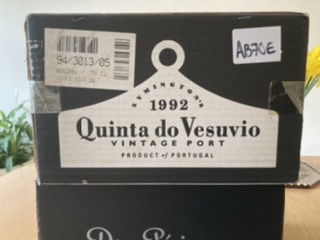 94/3013/05
AB70E
SYMINGTON'S
1992
Quinta do Vesuvio
VINTAGE PORT
PRODUCT of PORTUGAL